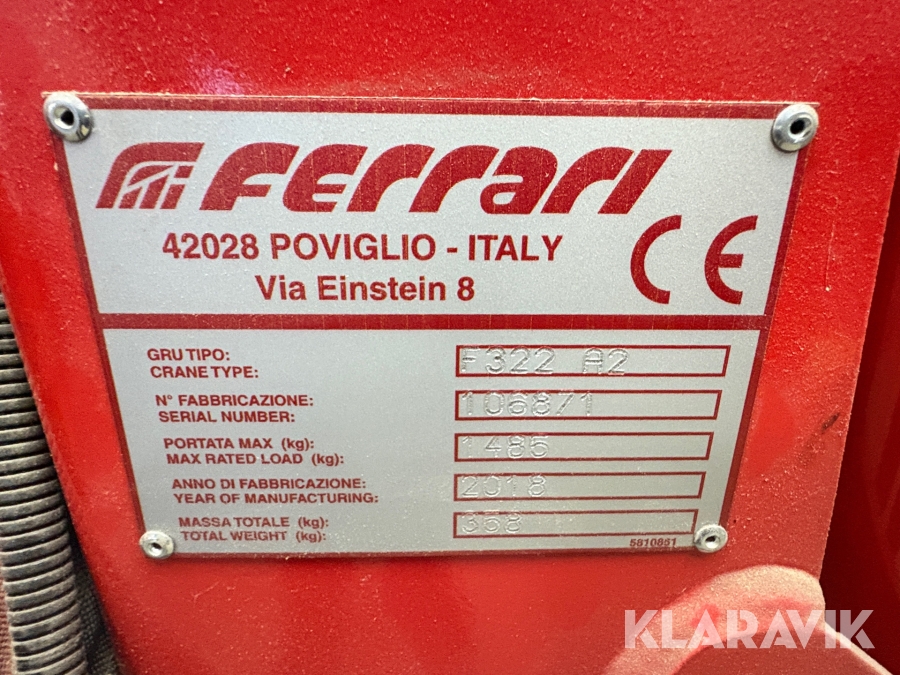 Ferrari
42028 POVIGLIO - ITALY
Via Einstein 8
CE
GRU TIPO:
CRANE TYPE:
F322 A2
N° FABBRICAZIONE:
SERIAL NUMBER:
1068/1
PORTATA MAX (kg):
MAX RATED LOAD (kg):
1485
ANNO DI FABBRICAZIONE:
YEAR OF MANUFACTURING:
2018
MASSA TOTALE (kg):
TOTAL WEIGHT (kg):
368
5810851
KLARAVIK